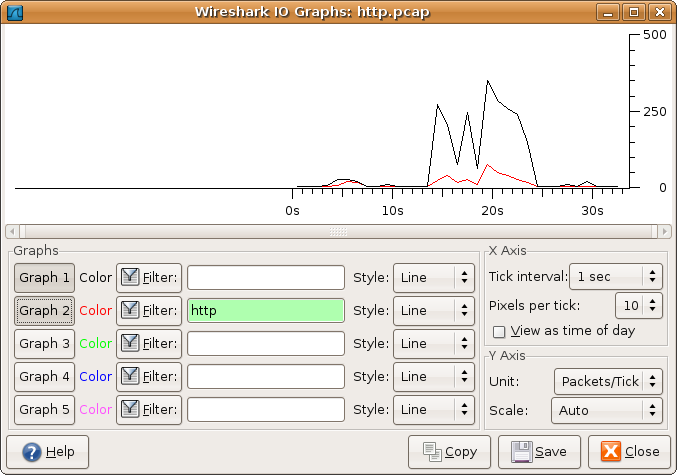 Wireshark IO Graphs: http.pcap
500
250
0
0s 10s 20s 30s
Graphs
Graph 1 Color Filter: Style: Line
Graph 2 Color Filter: http Style: Line
Graph 3 Color Filter: Style: Line
Graph 4 Color Filter: Style: Line
Graph 5 Color Filter: Style: Line
X Axis
Tick interval: 1 sec
Pixels per tick: 10
View as time of day
Y Axis
Unit: Packets/Tick
Scale: Auto
Help Copy Save Close